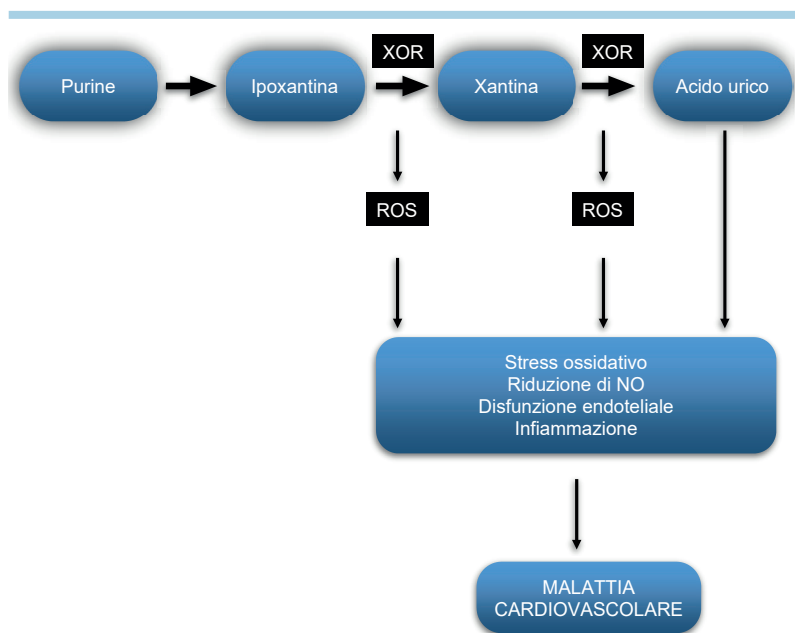 XOR
XOR
Purine
Ipoxantina
Xantina
Acido urico
ROS
ROS
Stress ossidativo
Riduzione di NO
Disfunzione endoteliale
Infiammazione
MALATTIA
CARDIOVASCOLARE